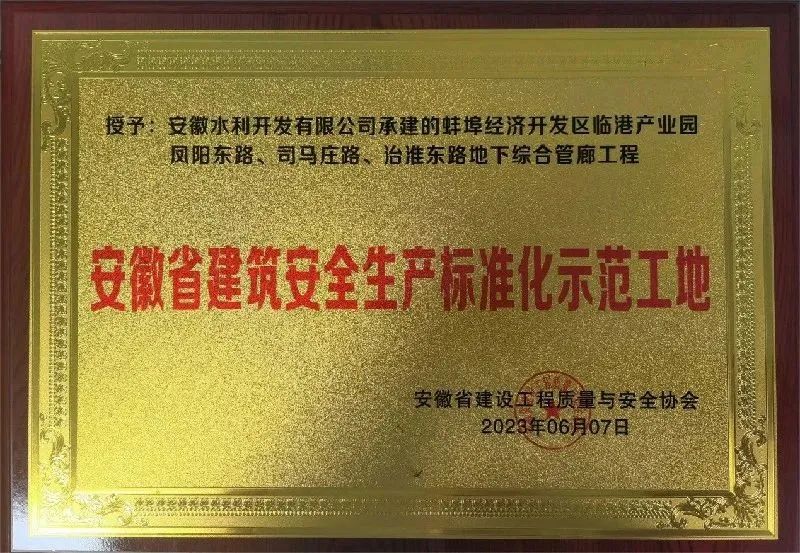 授予：安徽水利开发有限公司承建的蚌埠经济开发区临港产业园
凤阳东路、司马庄路、治淮东路地下综合管廊工程
安徽省建筑安全生产标准化示范工地
安徽省建设工程质量与安全协会
2023年06月07日